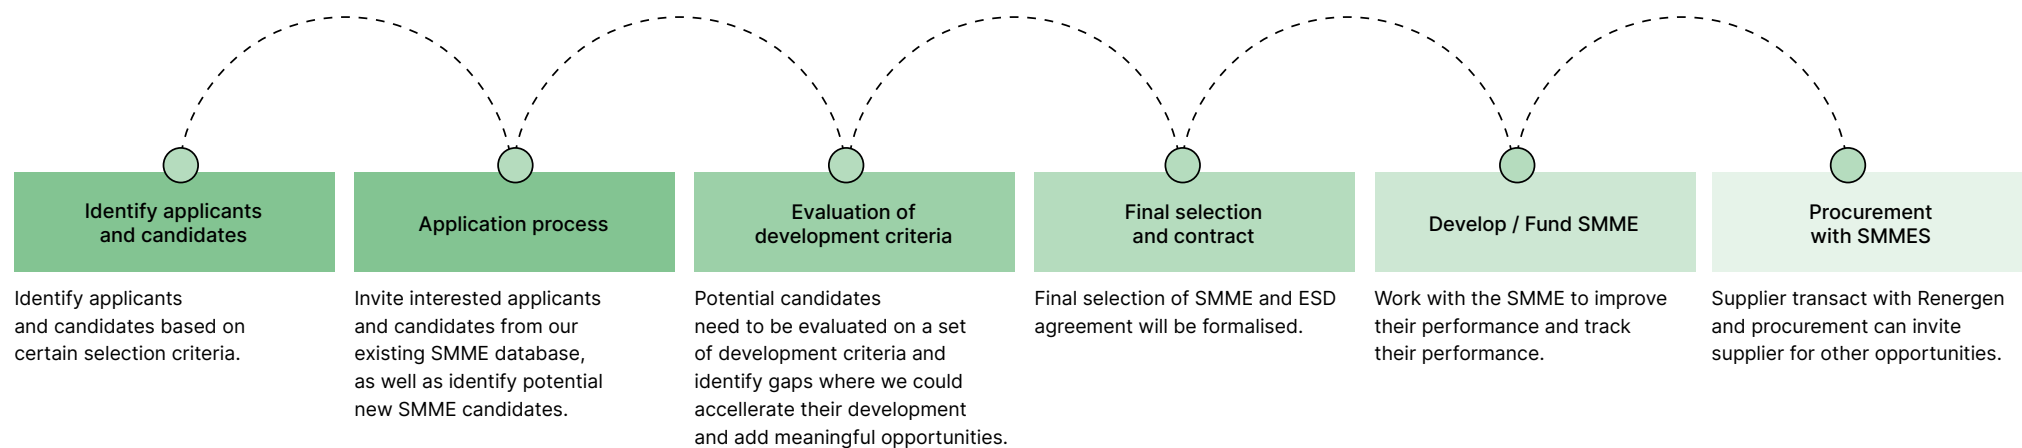 Identify applicants
and candidates
Identify applicants
and candidates based on
certain selection criteria.
Application process
Invite interested applicants
and candidates from our
existing SMME database,
as well as identify potential
new SMME candidates.
Evaluation of
development criteria
Potential candidates
need to be evaluated on a set
of development criteria and
identify gaps where we could
accellerate their development
and add meaningful opportunities.
Final selection
and contract
Final selection of SMME and ESD
agreement will be formalised.
Develop / Fund SMME
Work with the SMME to improve
their performance and track
their performance.
Procurement
with SMMES
Supplier transact with Renergen
and procurement can invite
supplier for other opportunities.